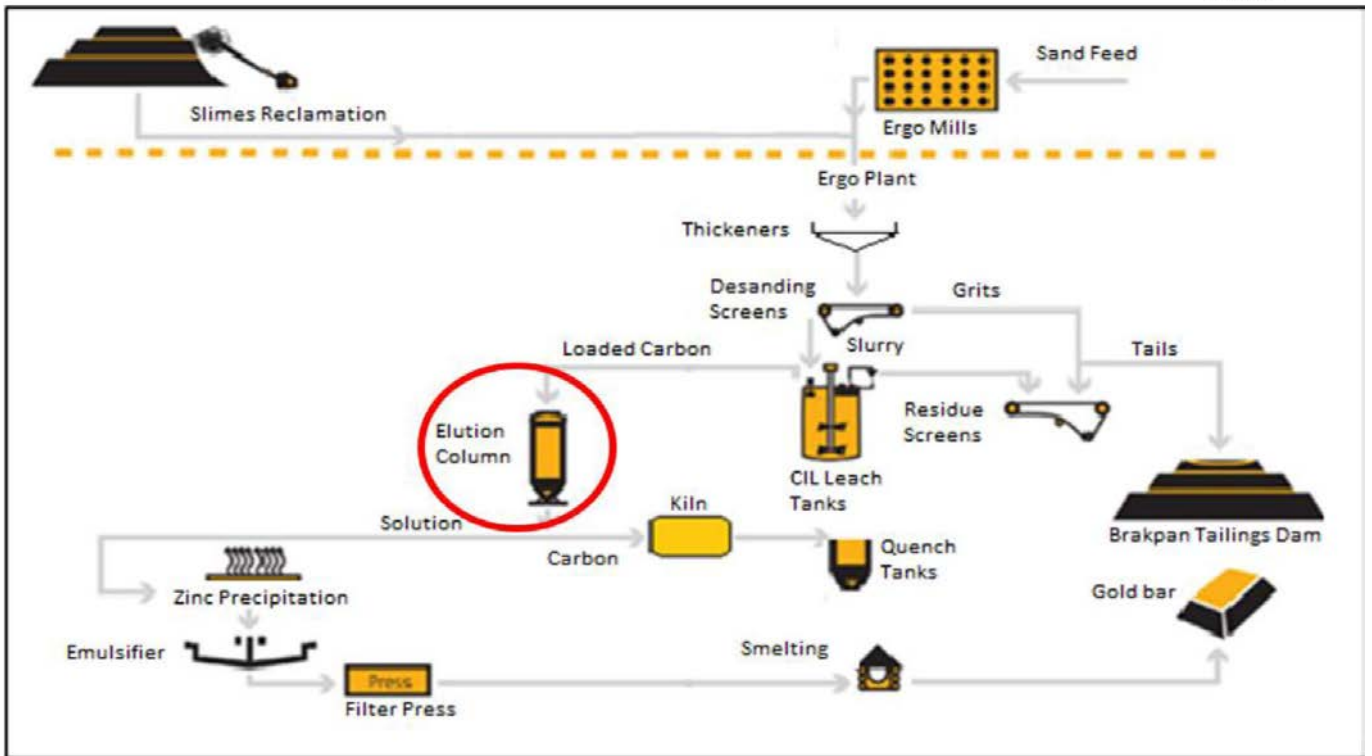 Sand Feed
Slimes Reclamation
Ergo Mills
Ergo Plant
Thickeners
Desanding
Screens
Grits
Slurry
Loaded Carbon
Tails
Elution
Column
Residue
Screens
CIL Leach
Tanks
Kiln
Solution
Carbon
Quench
Tanks
Brakpan Tailings Dam
Zinc Precipitation
Gold bar
Emulsifier
Smelting
Press
Filter Press